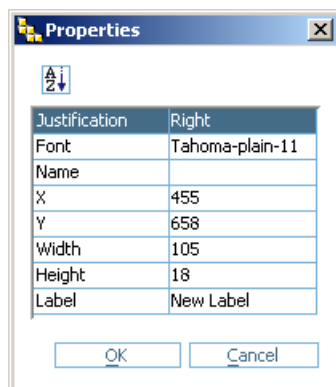 Properties
A
Z
Justification Right
Font Tahoma-plain-11
Name
X 455
Y 658
Width 105
Height 18
Label New Label
OK Cancel